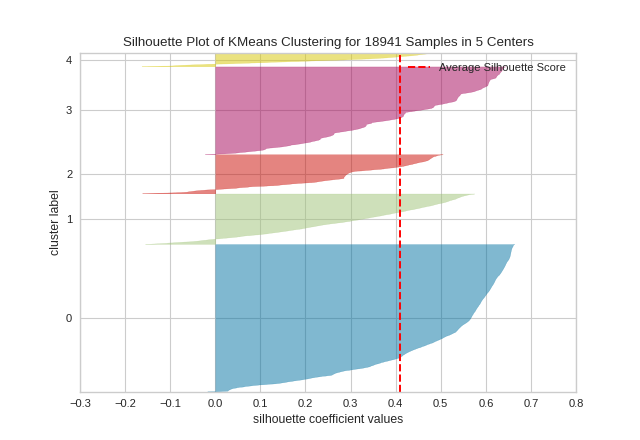 Silhouette Plot of KMeans Clustering for 18941 Samples in 5 Centers
Average Silhouette Score
4
3
2
1
0
cluster label
−0.3 −0.2 −0.1 0.0 0.1 0.2 0.3 0.4 0.5 0.6 0.7 0.8
silhouette coefficient values